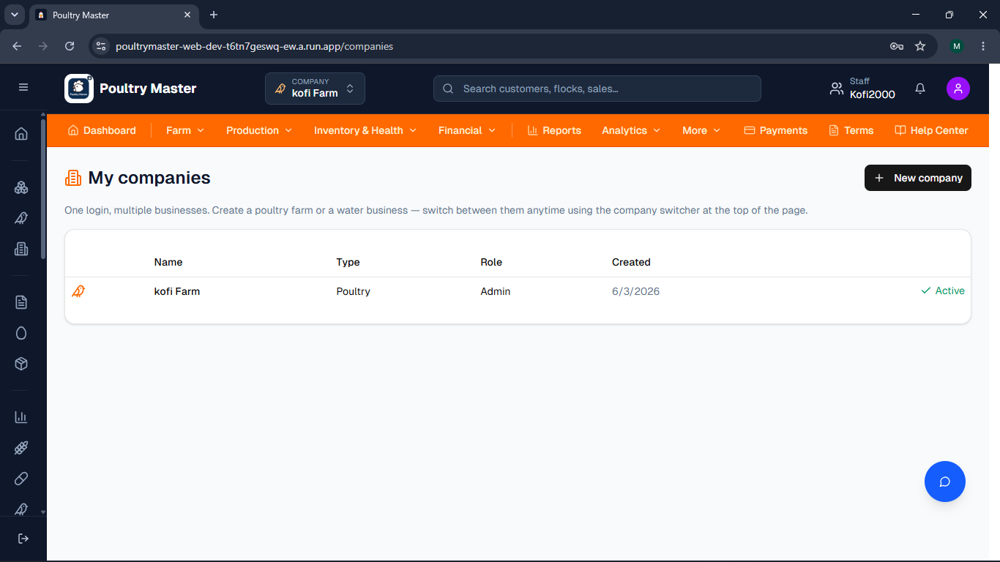 Poultry Master
poultrymaster-web-dev-t6tn7geswq-ew.a.run.app/companies
M
Poultry Master
COMPANY
kofi Farm
Search customers, flocks, sales...
Staff
Kofi2000
Dashboard Farm Production Inventory & Health Financial Reports Analytics More Payments Terms Help Center
My companies
New company
One login, multiple businesses. Create a poultry farm or a water business — switch between them anytime using the company switcher at the top of the page.
Name Type Role Created
kofi Farm Poultry Admin 6/3/2026 Active